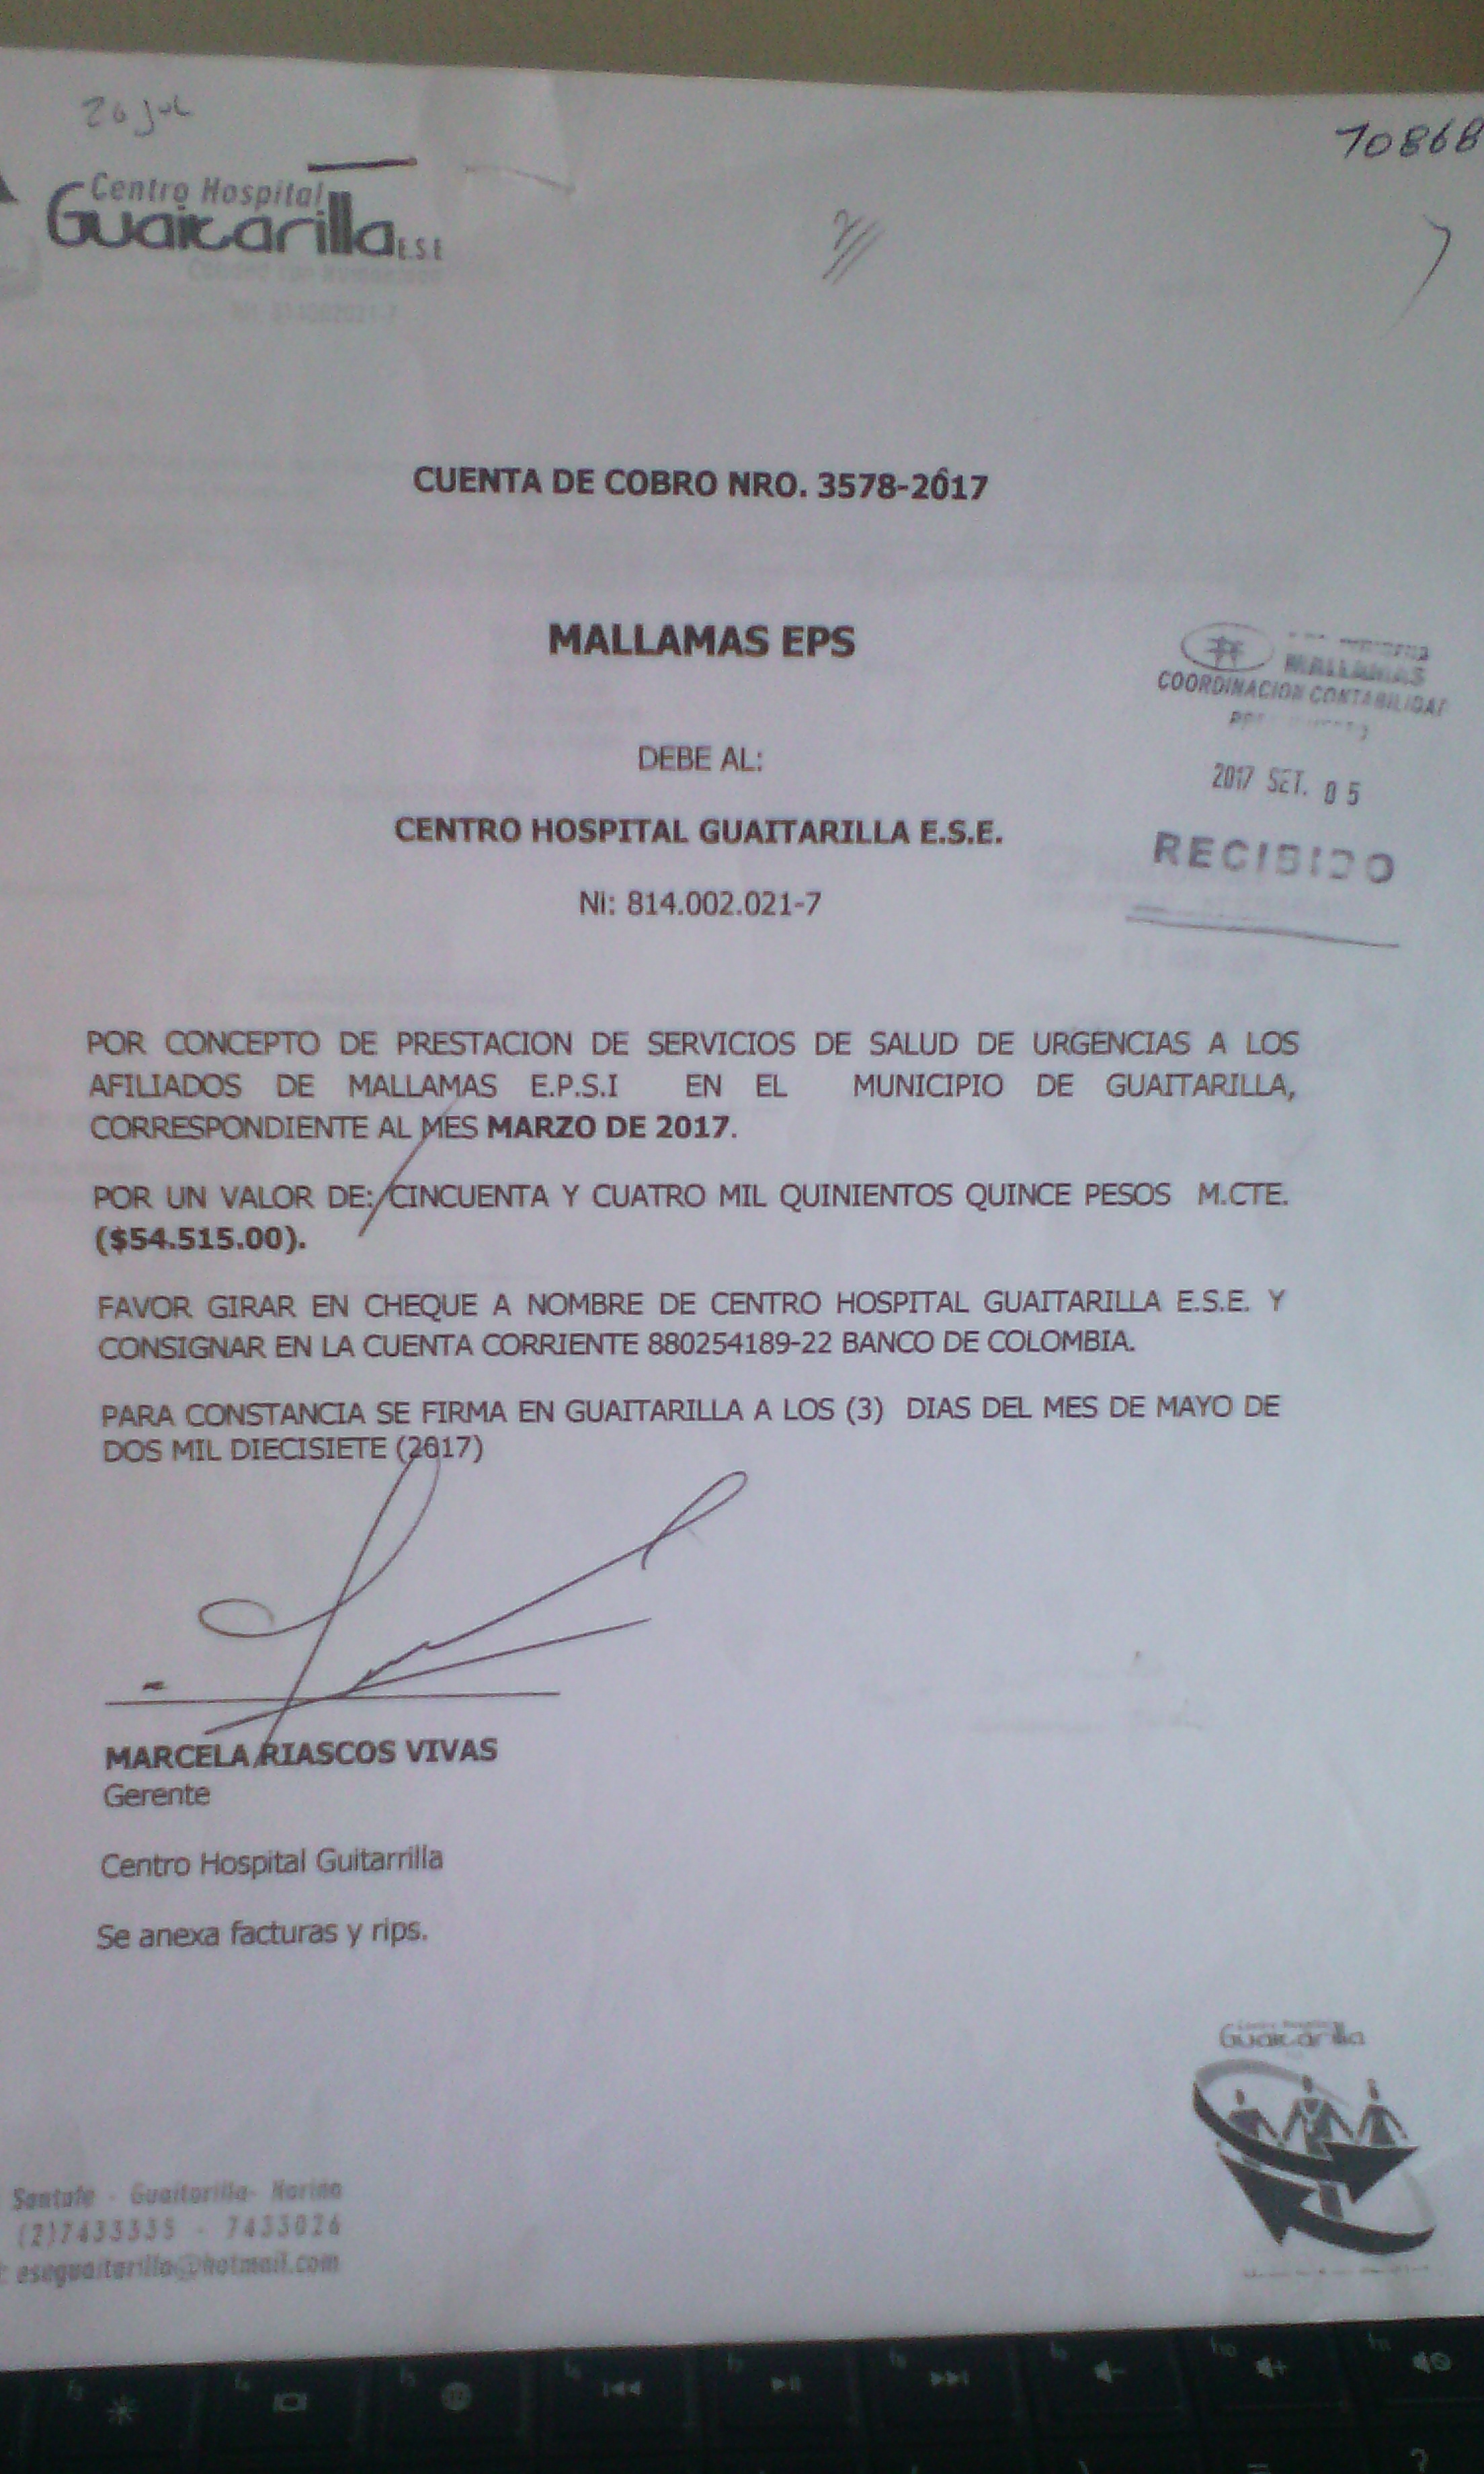 26 jul
70868
Centro Hospital
Guaitarilla E.S.E
Nit 814002021-7
CUENTA DE COBRO NRO. 3578-2017
MALLAMAS EPS
MALLAMAS
COORDINACION CONTABILIDAD
DEBE AL:
2017 SET. 05
CENTRO HOSPITAL GUAITARILLA E.S.E.
RECIBIDO
Ni: 814.002.021-7
POR CONCEPTO DE PRESTACION DE SERVICIOS DE SALUD DE URGENCIAS A LOS
AFILIADOS DE MALLAMAS E.P.S.I EN EL MUNICIPIO DE GUAITARILLA,
CORRESPONDIENTE AL MES MARZO DE 2017.
POR UN VALOR DE: CINCUENTA Y CUATRO MIL QUINIENTOS QUINCE PESOS M.CTE.
($54.515.00).
FAVOR GIRAR EN CHEQUE A NOMBRE DE CENTRO HOSPITAL GUAITARILLA E.S.E. Y
CONSIGNAR EN LA CUENTA CORRIENTE 880254189-22 BANCO DE COLOMBIA.
PARA CONSTANCIA SE FIRMA EN GUAITARILLA A LOS (3) DIAS DEL MES DE MAYO DE
DOS MIL DIECISIETE (2017)
MARCELA RIASCOS VIVAS
Gerente
Centro Hospital Guitarrilla
Se anexa facturas y rips.
Guaitarilla
Santafe - Guaitarilla- Nariño
(2)7433335 - 7433026
: eseguaitarilla@hotmail.com